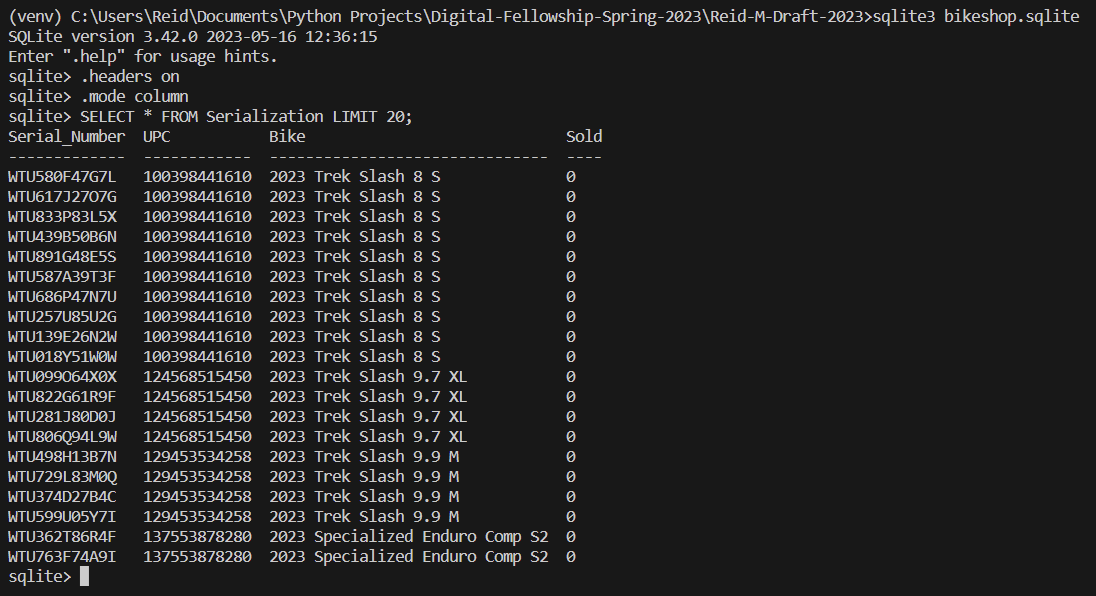 (venv) C:\Users\Reid\Documents\Python Projects\Digital-Fellowship-Spring-2023\Reid-M-Draft-2023>sqlite3 bikeshop.sqlite
SQLite version 3.42.0 2023-05-16 12:36:15
Enter ".help" for usage hints.
sqlite> .headers on
sqlite> .mode column
sqlite> SELECT * FROM Serialization LIMIT 20;
Serial_Number  UPC           Bike                             Sold
-------------  ------------  -------------------------------  ----
WTU580F47G7L   100398441610  2023 Trek Slash 8 S              0
WTU617J27O7G   100398441610  2023 Trek Slash 8 S              0
WTU833P83L5X   100398441610  2023 Trek Slash 8 S              0
WTU439B50B6N   100398441610  2023 Trek Slash 8 S              0
WTU891G48E5S   100398441610  2023 Trek Slash 8 S              0
WTU587A39T3F   100398441610  2023 Trek Slash 8 S              0
WTU686P47N7U   100398441610  2023 Trek Slash 8 S              0
WTU257U85U2G   100398441610  2023 Trek Slash 8 S              0
WTU139E26N2W   100398441610  2023 Trek Slash 8 S              0
WTU018Y51W0W   100398441610  2023 Trek Slash 8 S              0
WTU099O64X0X   124568515450  2023 Trek Slash 9.7 XL           0
WTU822G61R9F   124568515450  2023 Trek Slash 9.7 XL           0
WTU281J80D0J   124568515450  2023 Trek Slash 9.7 XL           0
WTU806Q94L9W   124568515450  2023 Trek Slash 9.7 XL           0
WTU498H13B7N   129453534258  2023 Trek Slash 9.9 M            0
WTU729L83M0Q   129453534258  2023 Trek Slash 9.9 M            0
WTU374D27B4C   129453534258  2023 Trek Slash 9.9 M            0
WTU599U05Y7I   129453534258  2023 Trek Slash 9.9 M            0
WTU362T86R4F   137553878280  2023 Specialized Enduro Comp S2  0
WTU763F74A9I   137553878280  2023 Specialized Enduro Comp S2  0
sqlite>